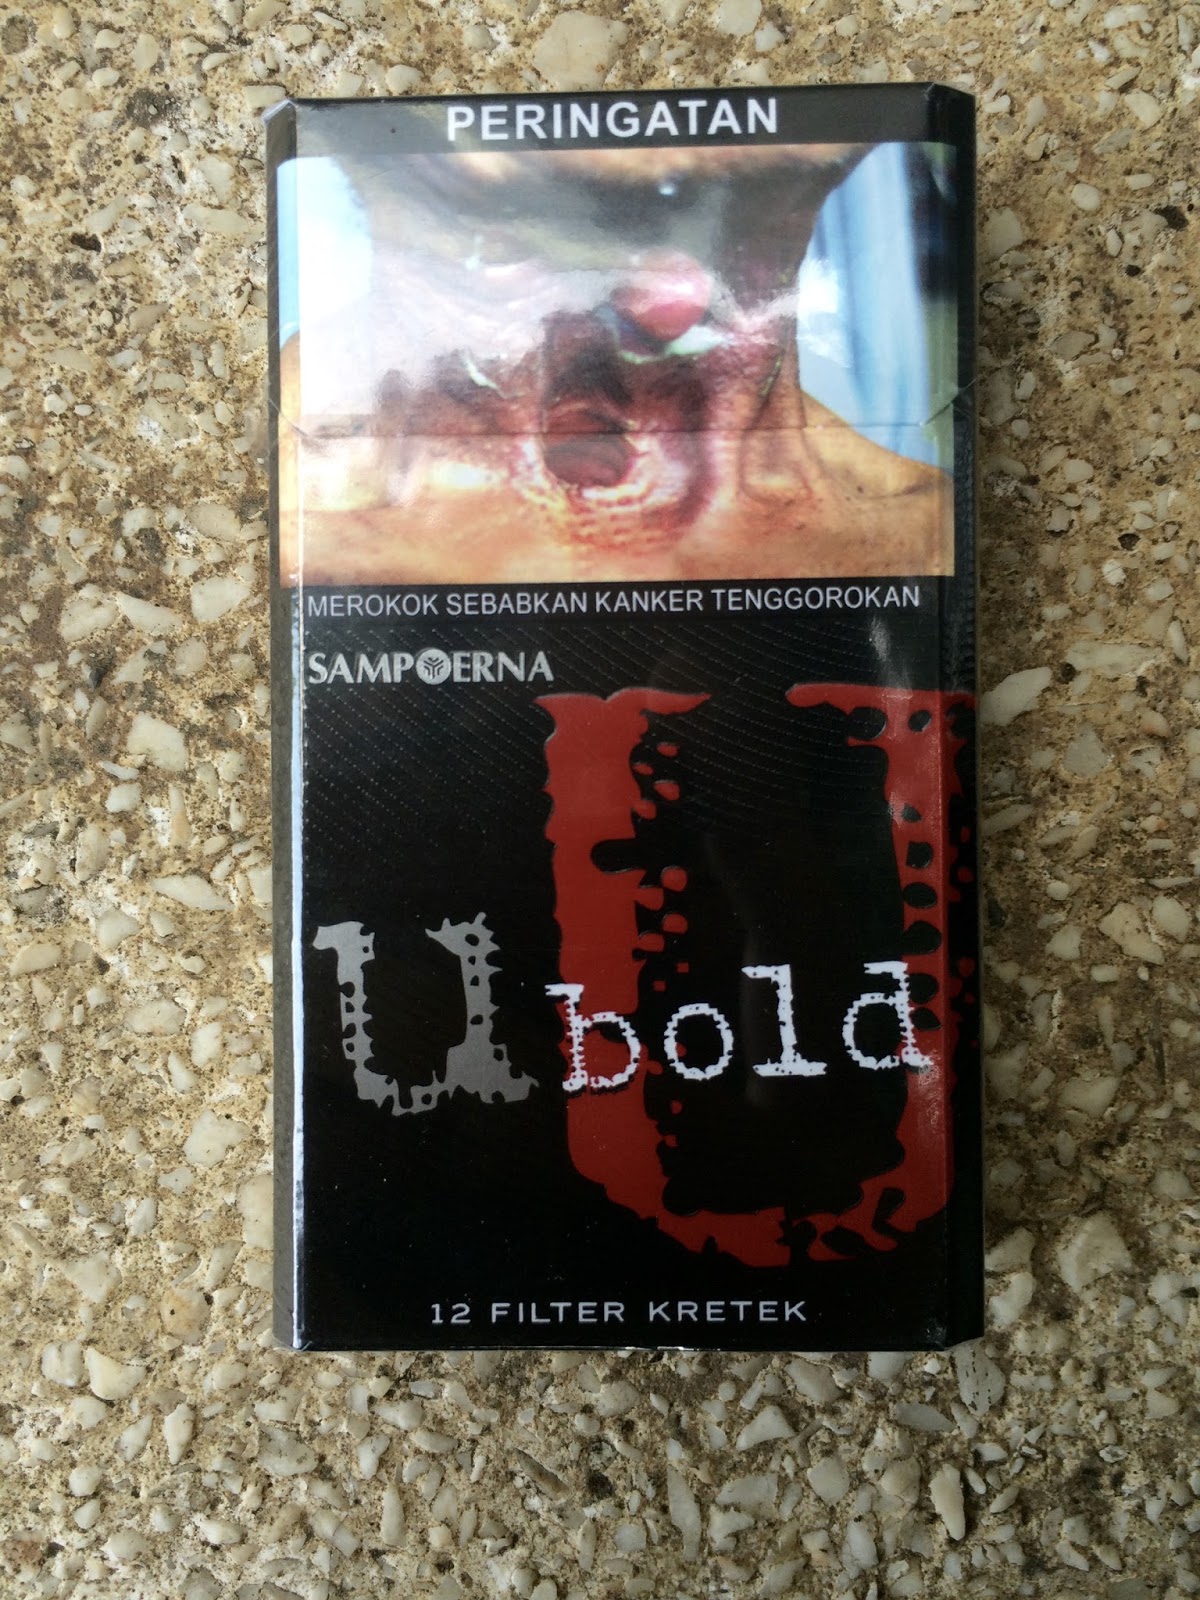 PERINGATAN
MEROKOK SEBABKAN KANKER TENGGOROKAN
SAMPOERNA
U
u bold
12 FILTER KRETEK